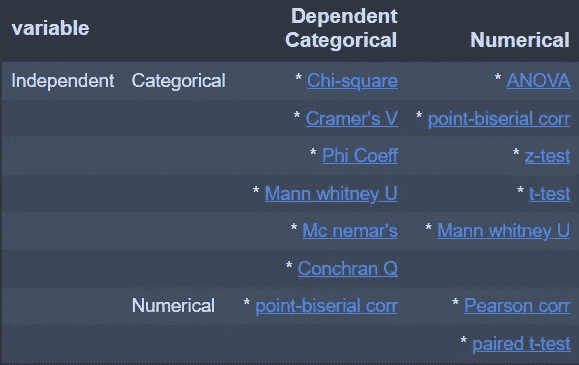 Dependent
variable Categorical Numerical
Independent Categorical * Chi-square * ANOVA
* Cramer's V * point-biserial corr
* Phi Coeff * z-test
* Mann whitney U * t-test
* Mc nemar's * Mann whitney U
* Conchran Q
Numerical * point-biserial corr * Pearson corr
* paired t-test